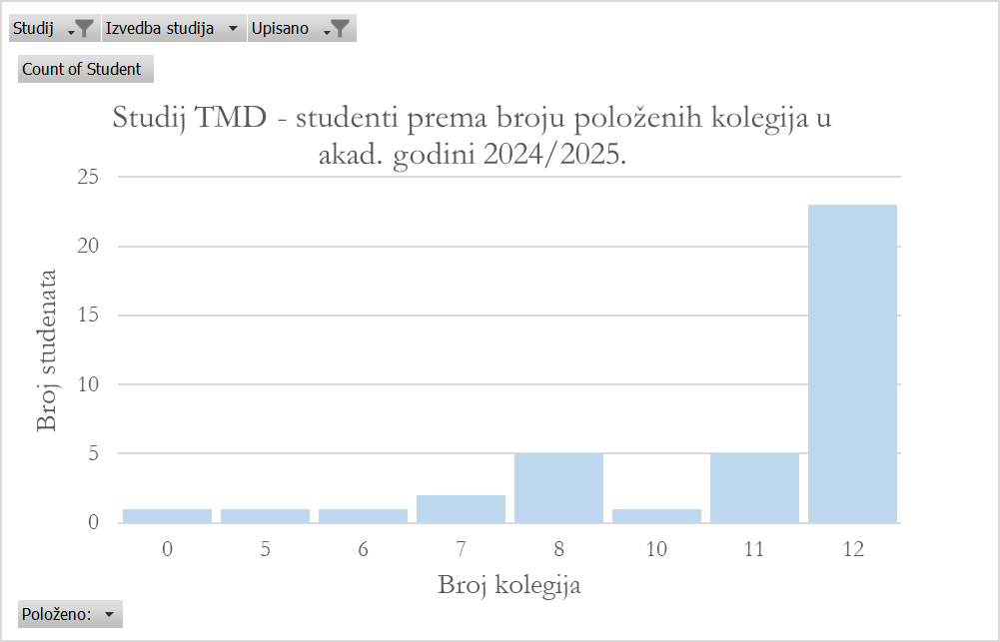 Studij Izvedba studija Upisano
Count of Student
Studij TMD - studenti prema broju položenih kolegija u
akad. godini 2024/2025.
Broj studenata
25
20
15
10
5
0
0 5 6 7 8 10 11 12
Broj kolegija
Položeno: